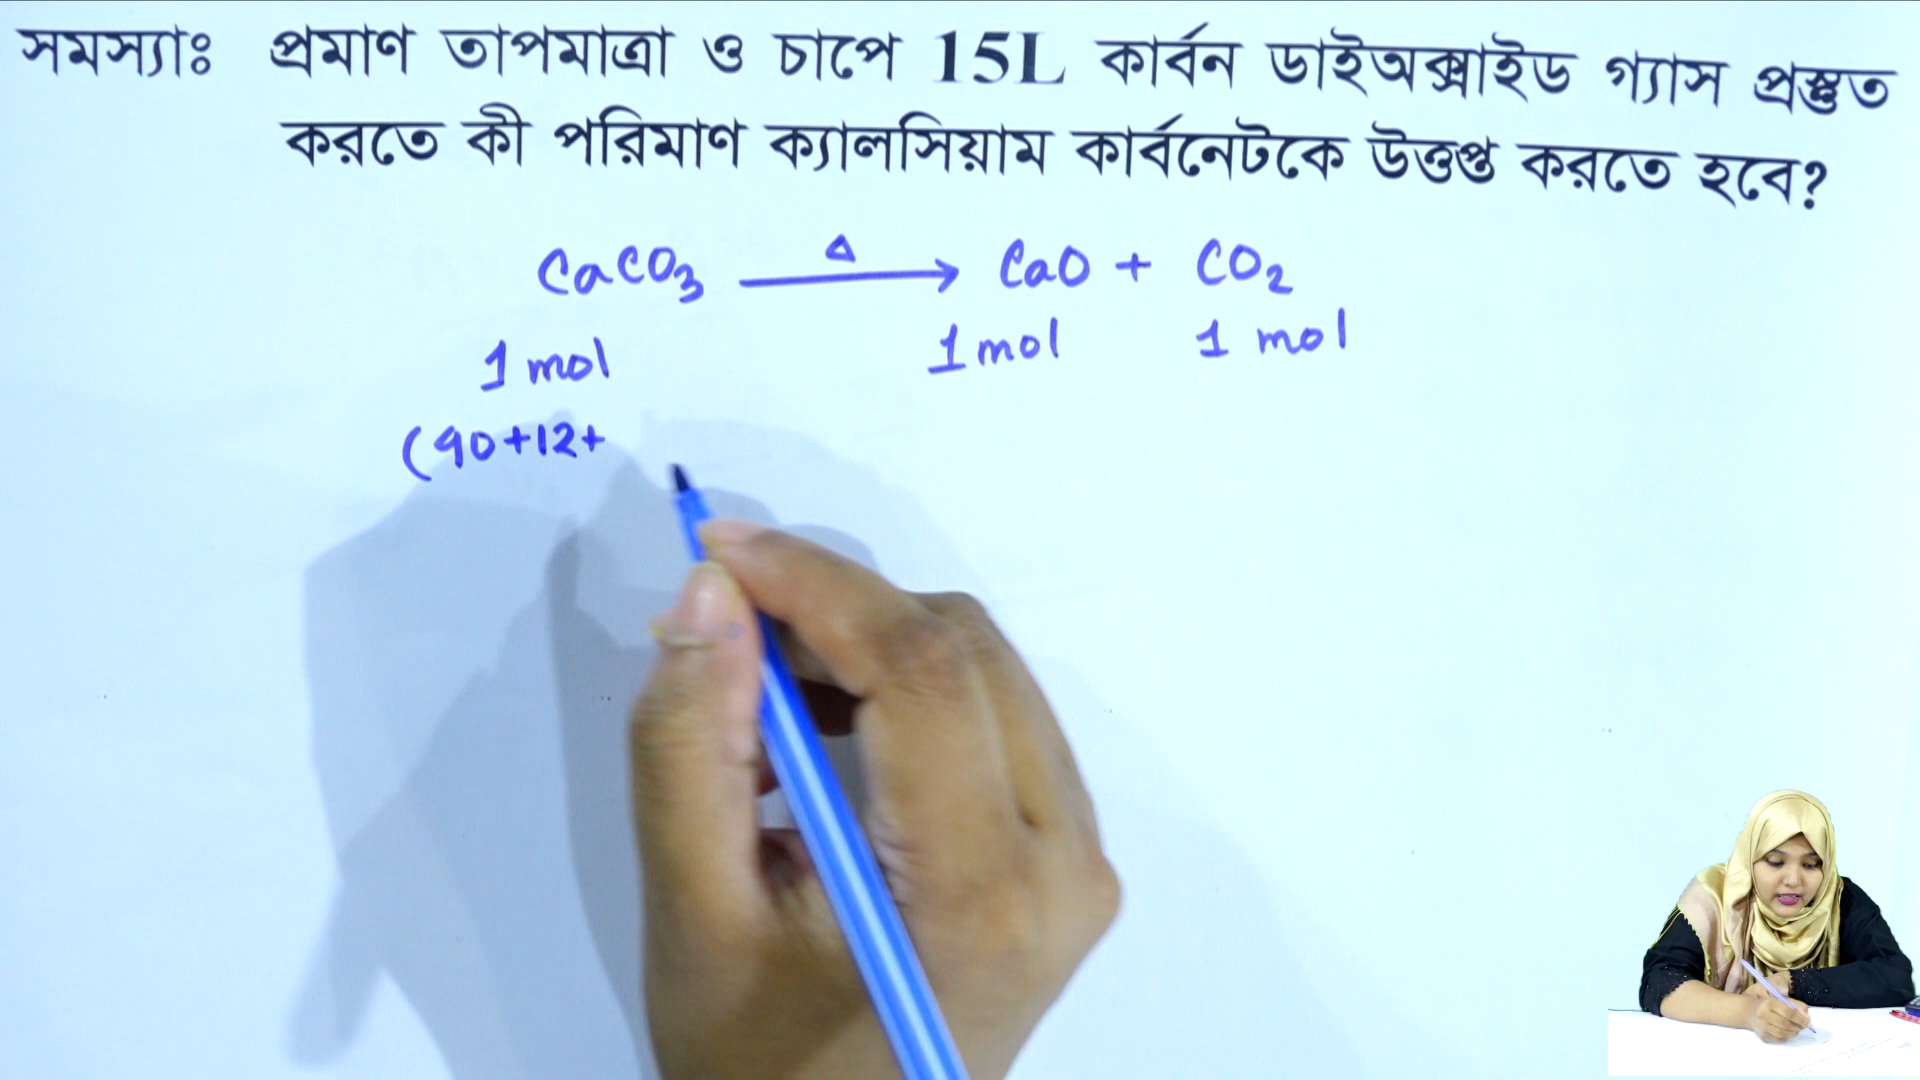 সমস্যাঃ প্রমাণ তাপমাত্রা ও চাপে 15L কার্বন ডাইঅক্সাইড গ্যাস প্রস্তুত
করতে কী পরিমাণ ক্যালসিয়াম কার্বনেটকে উত্তপ্ত করতে হবে?
CaCO₃ —Δ→ CaO + CO₂
1 mol 1 mol 1 mol
(40+12+